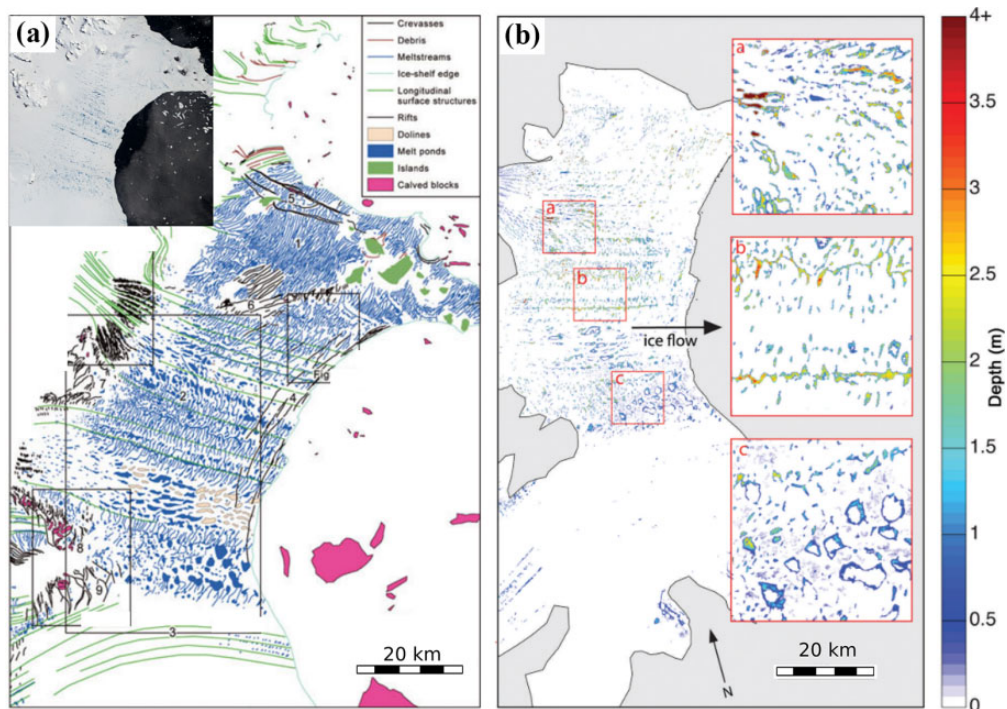 (a)
Crevasses
Debris
Meltstreams
Ice-shelf edge
Longitudinal
surface structures
Rifts
Dolines
Melt ponds
Islands
Calved blocks
5
1
6
Fig
7
2
4
8
9
3
20 km
(b)
a
b
c
ice flow
N
20 km
a
b
c
4+
3.5
3
2.5
2
1.5
1
0.5
0
Depth (m)